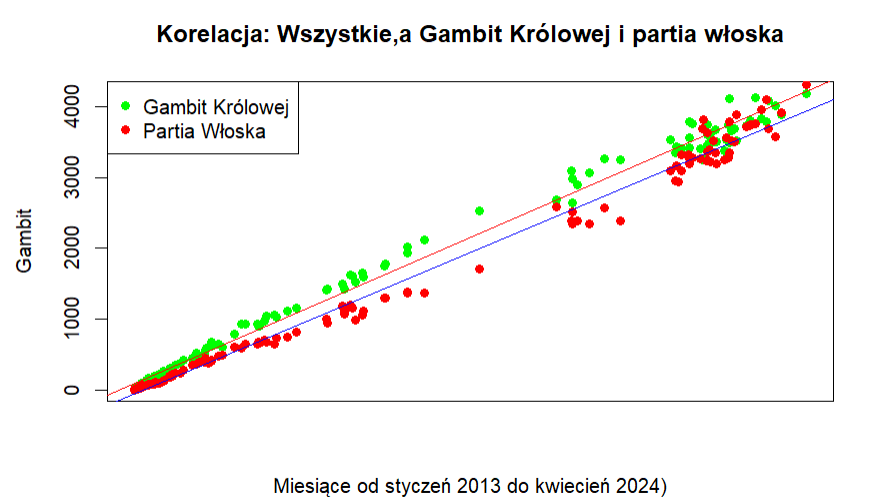 Korelacja: Wszystkie,a Gambit Królowej i partia włoska
Gambit Królowej
Partia Włoska
Gambit
4000
3000
2000
1000
0
Miesiące od styczeń 2013 do kwiecień 2024)